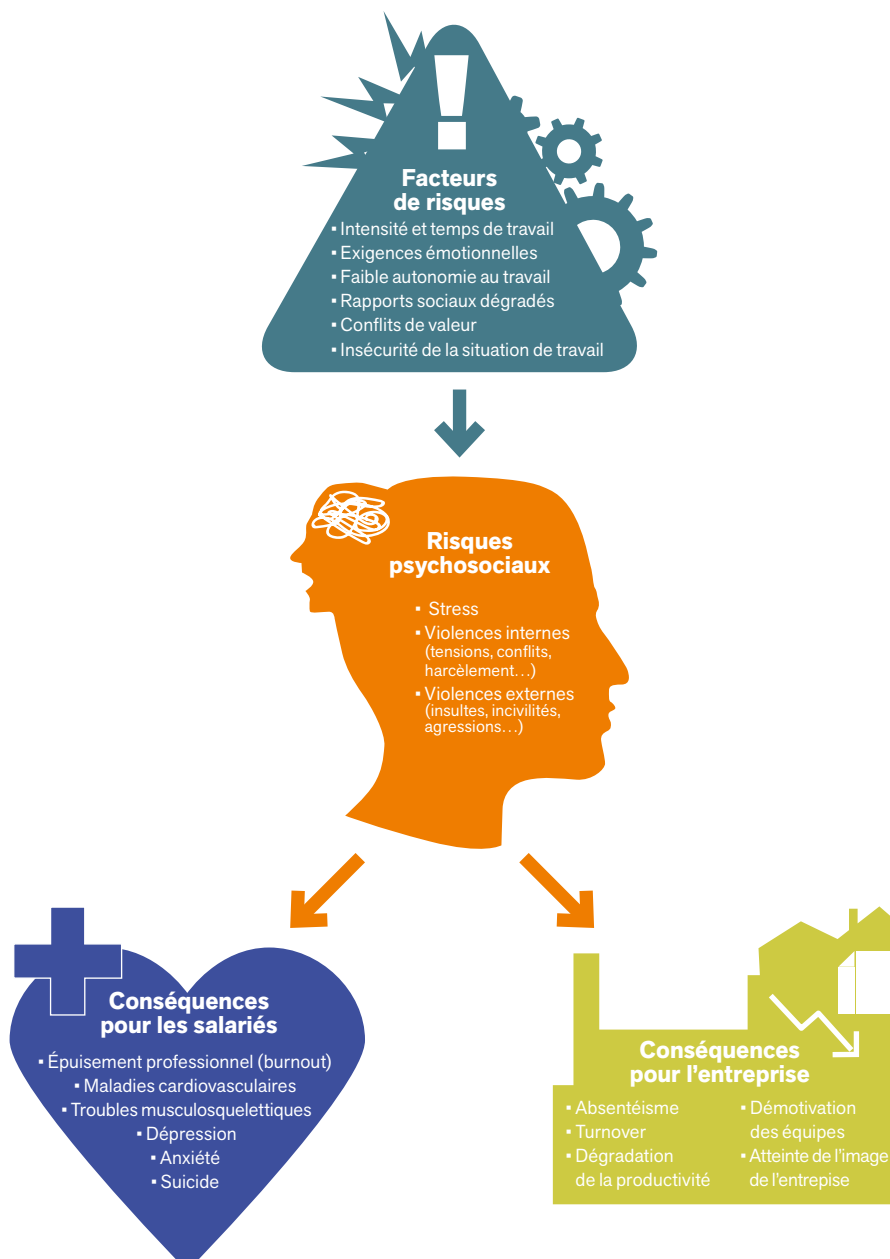 !
Facteurs
de risques
▪ Intensité et temps de travail
▪ Exigences émotionnelles
▪ Faible autonomie au travail
▪ Rapports sociaux dégradés
▪ Conflits de valeur
▪ Insécurité de la situation de travail
Risques
psychosociaux
▪ Stress
▪ Violences internes
(tensions, conflits,
harcèlement…)
▪ Violences externes
(insultes, incivilités,
agressions…)
Conséquences
pour les salariés
▪ Épuisement professionnel (burnout)
▪ Maladies cardiovasculaires
▪ Troubles musculosquelettiques
▪ Dépression
▪ Anxiété
▪ Suicide
Conséquences
pour l’entreprise
▪ Absentéisme
▪ Turnover
▪ Dégradation
de la productivité
▪ Démotivation
des équipes
▪ Atteinte de l’image
de l’entrepise